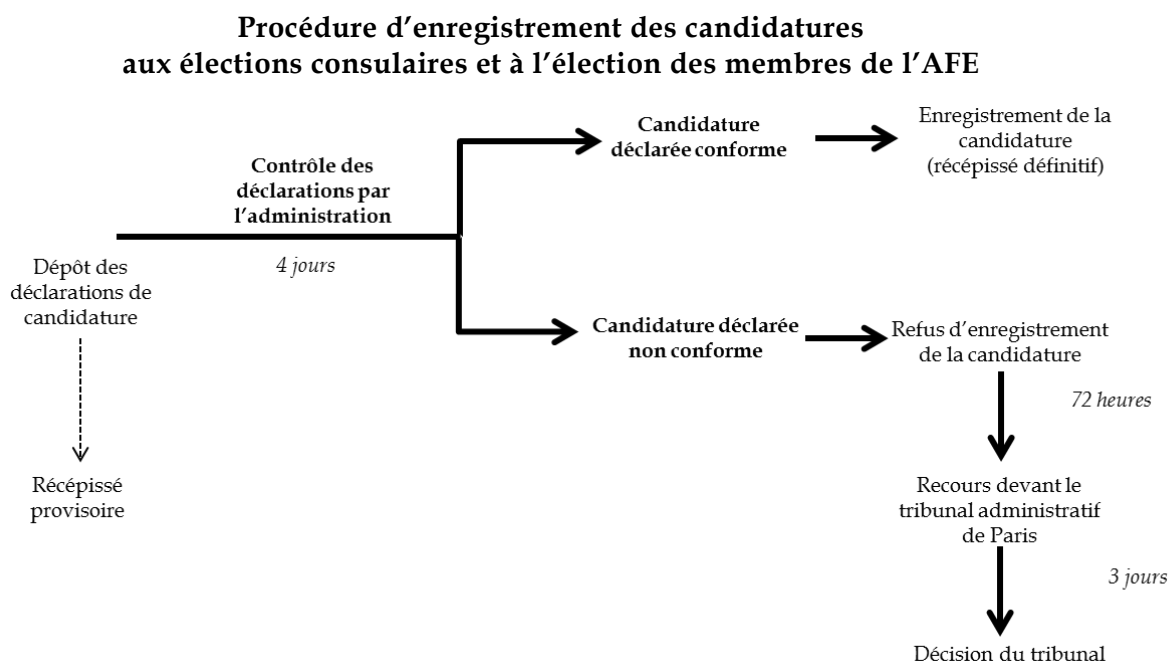 Procédure d’enregistrement des candidatures
aux élections consulaires et à l’élection des membres de l’AFE
Candidature
déclarée conforme
Enregistrement de la
candidature
(récépissé définitif)
Contrôle des
déclarations par
l’administration
4 jours
Dépôt des
déclarations de
candidature
Candidature déclarée
non conforme
Refus d’enregistrement
de la candidature
72 heures
Récépissé
provisoire
Recours devant le
tribunal administratif
de Paris
3 jours
Décision du tribunal